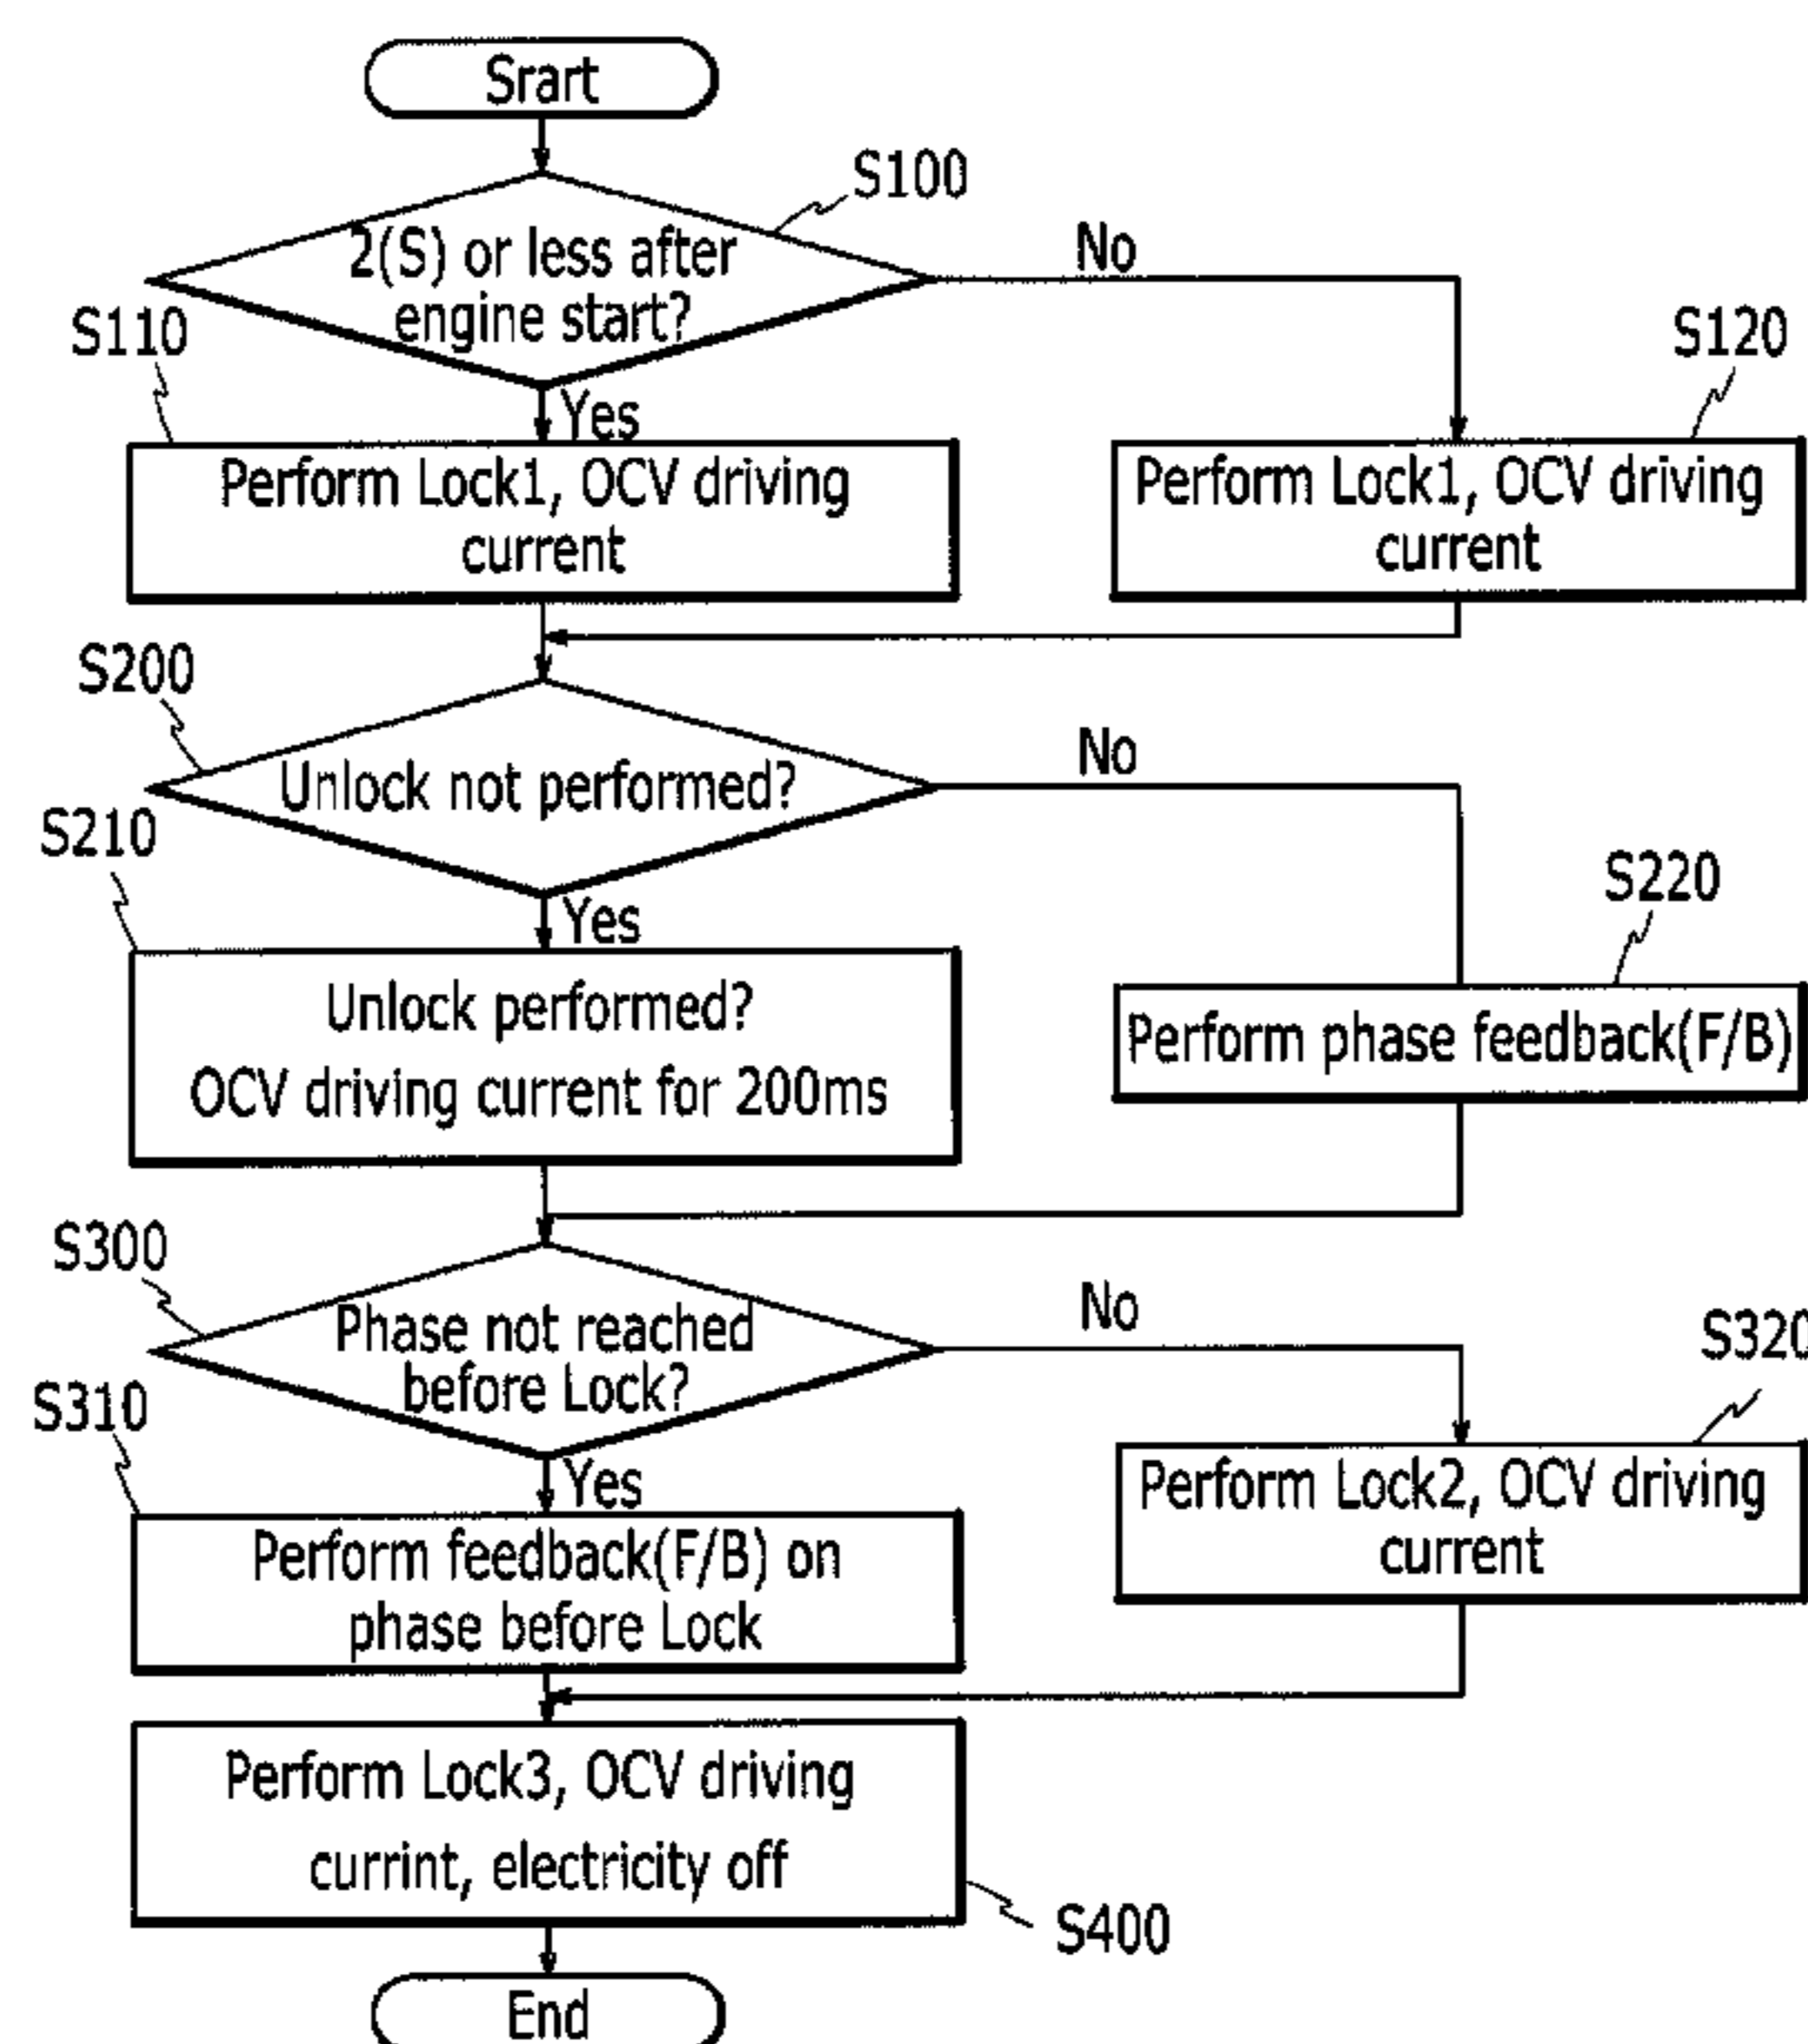 Srart
S100
2(S) or less after
engine start?
No
S110
S120
Yes
Perform Lock1, OCV driving
current
Perform Lock1, OCV driving
current
S200
Unlock not performed?
No
S210
S220
Yes
Unlock performed?
OCV driving current for 200ms
Perform phase feedback(F/B)
S300
Phase not reached
before Lock?
No
S320
S310
Yes
Perform feedback(F/B) on
phase before Lock
Perform Lock2, OCV driving
current
Perform Lock3, OCV driving
currint, electricity off
S400
End